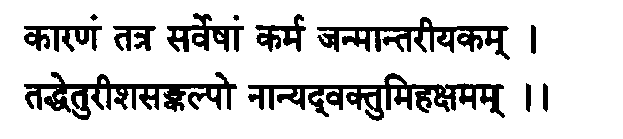 कारणं तत्र सर्वेषां कर्म जन्मान्तरीयकम् ।
तद्धेतुरीशसङ्कल्पो नान्यद्वक्तुमिहक्षमम् ।।